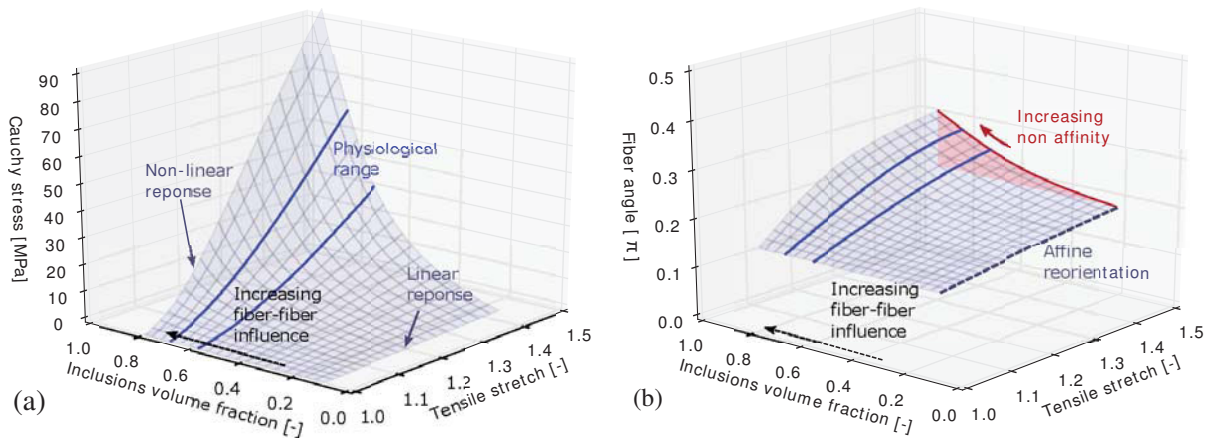 90
80
70
60
50
40
30
20
10
0
Cauchy stress [MPa]
Non-linear
reponse
Physiological
range
Linear
reponse
Increasing
fiber-fiber
influence
1.0
0.8
0.6
0.4
0.2
0.0
Inclusions volume fraction [-]
1.0
1.1
1.2
1.3
1.4
1.5
Tensile stretch [-]
(a)
0.5
0.4
0.3
0.2
0.1
0.0
Fiber angle [ π ]
Increasing
non affinity
Affine
reorientation
Increasing
fiber-fiber
influence
1.0
0.8
0.6
0.4
0.2
0.0
Inclusions volume fraction [-]
1.0
1.1
1.2
1.3
1.4
1.5
Tensile stretch [-]
(b)